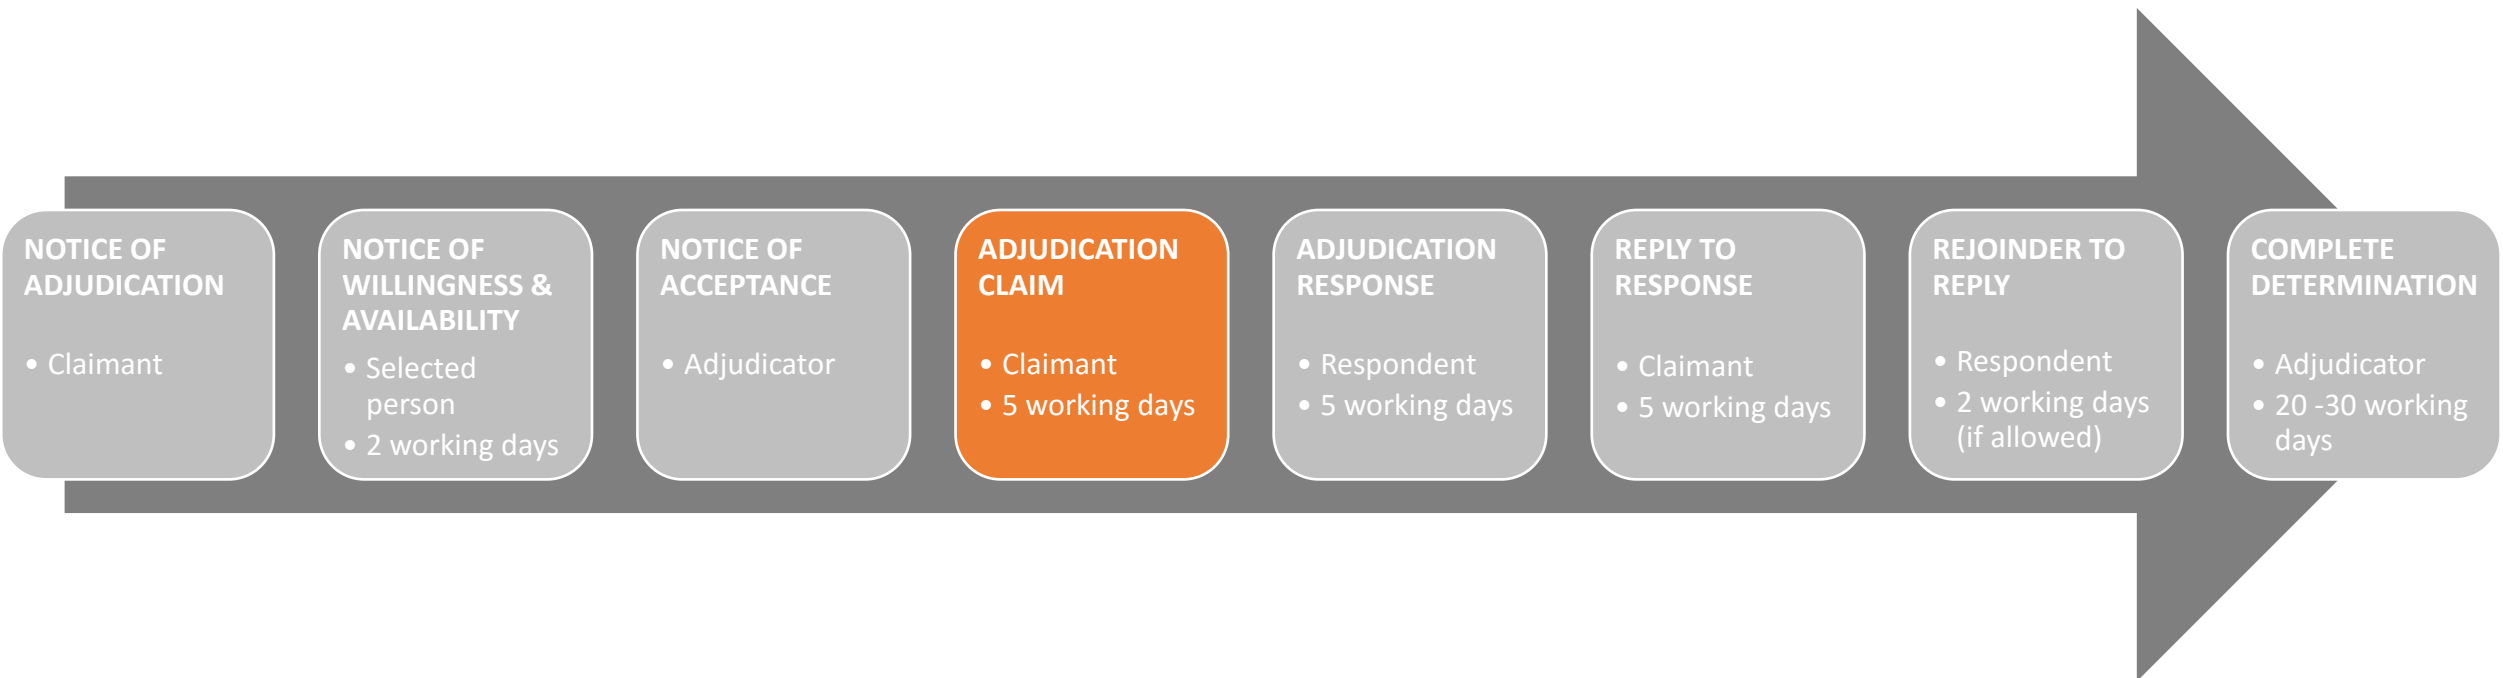 NOTICE OF
ADJUDICATION
• Claimant
NOTICE OF
WILLINGNESS &
AVAILABILITY
• Selected
person
• 2 working days
NOTICE OF
ACCEPTANCE
• Adjudicator
ADJUDICATION
CLAIM
• Claimant
• 5 working days
ADJUDICATION
RESPONSE
• Respondent
• 5 working days
REPLY TO
RESPONSE
• Claimant
• 5 working days
REJOINDER TO
REPLY
• Respondent
• 2 working days
(if allowed)
COMPLETE
DETERMINATION
• Adjudicator
• 20 -30 working
days